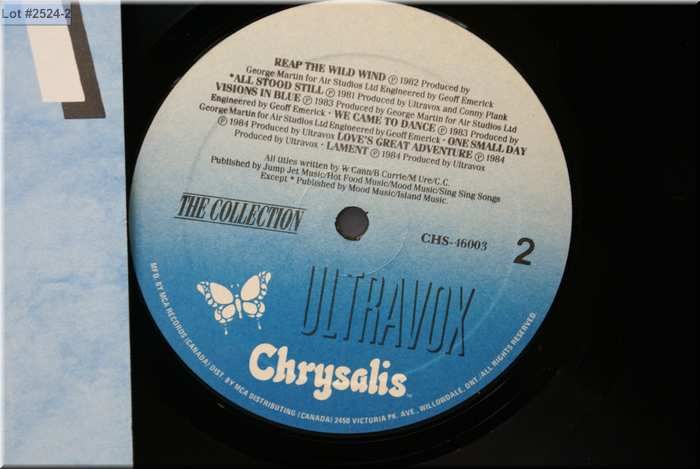 Lot #2524-2
REAP THE WILD WIND Ⓟ 1982 Produced by
George Martin for Air Studios Ltd Engineered by Geoff Emerick
*ALL STOOD STILL Ⓟ 1981 Produced by Ultravox and Conny Plank
VISIONS IN BLUE Ⓟ 1983 Produced by George Martin for Air Studios Ltd
Engineered by Geoff Emerick · WE CAME TO DANCE Ⓟ 1983 Produced by
George Martin for Air Studios Ltd Engineered by Geoff Emerick · ONE SMALL DAY
Ⓟ 1984 Produced by Ultravox LOVE'S GREAT ADVENTURE Ⓟ 1984
Produced by Ultravox · LAMENT Ⓟ 1984 Produced by Ultravox
All titles written by W Cann/B Currie/M Ure/C.C.
Published by Jump Jet Music/Hot Food Music/Mood Music/Sing Sing Songs
Except * Published by Mood Music/Island Music.
THE COLLECTION
CHS-46003
2
ULTRAVOX
Chrysalis™
MFD. BY MCA RECORDS (CANADA) DIST. BY MCA DISTRIBUTING (CANADA) 2450 VICTORIA PK. AVE., WILLOWDALE, ONT./ALL RIGHTS RESERVED.